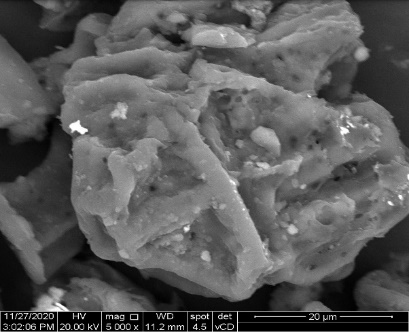 11/27/2020 HV mag □ WD spot det
3:02:06 PM 20.00 kV 5 000 x 11.2 mm 4.5 vCD 20 µm